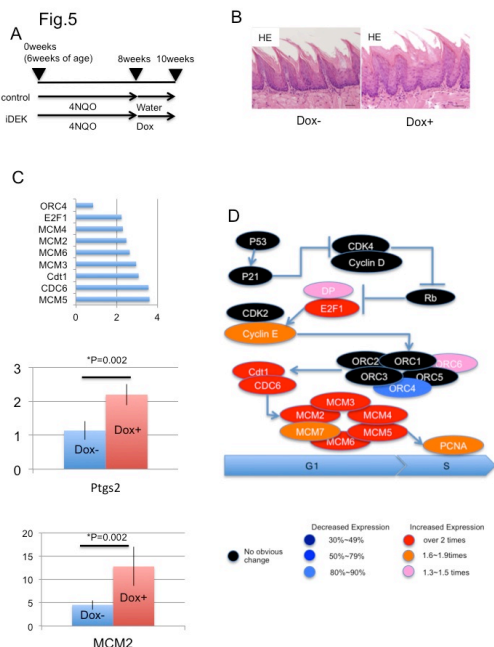 Fig.5
A
0weeks
(6weeks of age)
8weeks
10weeks
control
4NQO
Water
iDEK
4NQO
Dox
B
HE
HE
Dox-
Dox+
C
ORC4
E2F1
MCM4
MCM2
MCM6
MCM3
Cdt1
CDC6
MCM5
0
2
4
*P=0.002
3
2
1
0
Dox-
Dox+
Ptgs2
*P=0.002
20
15
10
5
0
Dox-
Dox+
MCM2
D
P53
P21
CDK4
Cyclin D
Rb
DP
E2F1
CDK2
Cyclin E
ORC2
ORC1
ORC6
ORC3
ORC5
ORC4
Cdt1
CDC6
MCM3
MCM2
MCM4
MCM7
MCM5
MCM6
PCNA
G1
S
No obvious
change
Decreased Expression
30%~49%
50%~79%
80%~90%
Increased Expression
over 2 times
1.6~1.9times
1.3~1.5 times